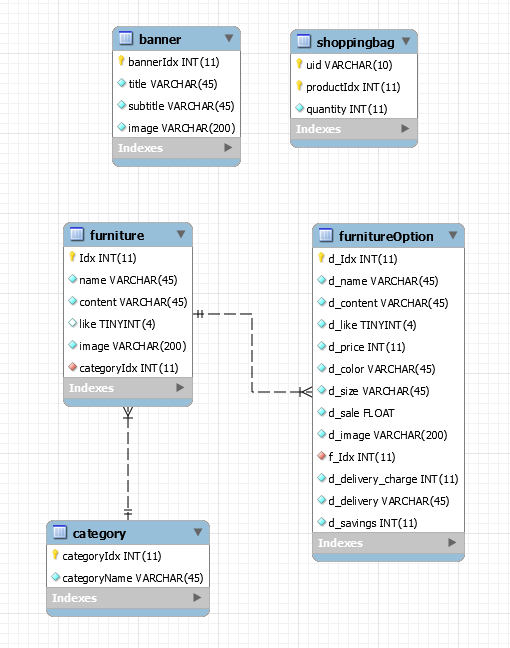 banner
bannerIdx INT(11)
title VARCHAR(45)
subtitle VARCHAR(45)
image VARCHAR(200)
Indexes
shoppingbag
uid VARCHAR(10)
productIdx INT(11)
quantity INT(11)
Indexes
furniture
Idx INT(11)
name VARCHAR(45)
content VARCHAR(45)
like TINYINT(4)
image VARCHAR(200)
categoryIdx INT(11)
Indexes
furnitureOption
d_Idx INT(11)
d_name VARCHAR(45)
d_content VARCHAR(45)
d_like TINYINT(4)
d_price INT(11)
d_color VARCHAR(45)
d_size VARCHAR(45)
d_sale FLOAT
d_image VARCHAR(200)
f_Idx INT(11)
d_delivery_charge INT(11)
d_delivery VARCHAR(45)
d_savings INT(11)
Indexes
category
categoryIdx INT(11)
categoryName VARCHAR(45)
Indexes